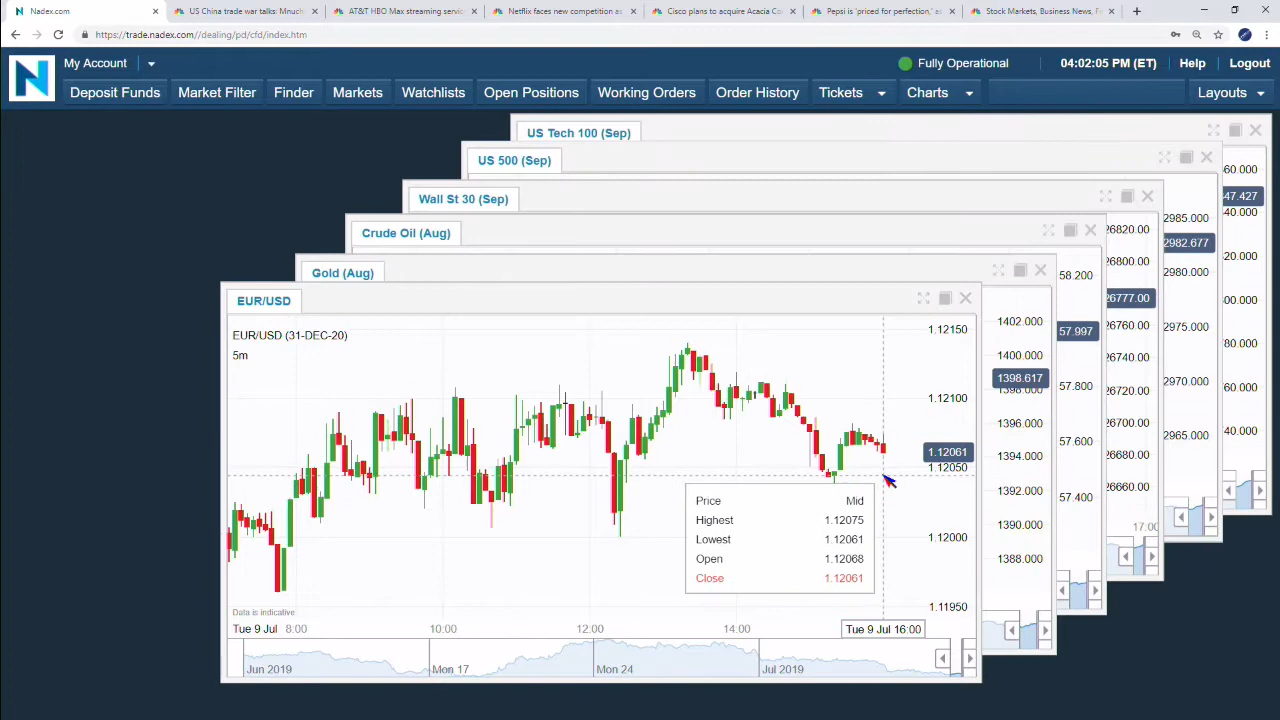 Nadex.com
US China trade war talks: Mnuchi
AT&T HBO Max streaming servic
Netflix faces new competition ac
Cisco plans to acquire Acacia Co
Pepsi is 'priced for perfection,' a
Stock Markets, Business News, F
https://trade.nadex.com//dealing/pd/cfd/index.htm
N
My Account
Fully Operational
04:02:05 PM (ET)
Help
Logout
Deposit Funds
Market Filter
Finder
Markets
Watchlists
Open Positions
Working Orders
Order History
Tickets
Charts
Layouts
US Tech 100 (Sep)
US 500 (Sep)
Wall St 30 (Sep)
Crude Oil (Aug)
Gold (Aug)
EUR/USD
EUR/USD (31-DEC-20)
5m
1.12150
1.12100
1.12061
1.12050
1.12000
1.11950
Price Mid
Highest 1.12075
Lowest 1.12061
Open 1.12068
Close 1.12061
Data is indicative
Tue 9 Jul 8:00 10:00 12:00 14:00 Tue 9 Jul 16:00
Jun 2019 Mon 17 Mon 24 Jul 2019
1402.000
1400.000
1398.617
1396.000
1394.000
1392.000
1390.000
1388.000
58.200
57.997
57.800
57.600
57.400
26820.00
26800.00
26777.00
26760.00
26740.00
26720.00
26700.00
26680.00
26660.00
17:00
2985.000
2982.677
2980.000
2975.000
2970.000
2965.000
60.000
47.427
40.000
20.000
00.000
80.000
60.000
40.000